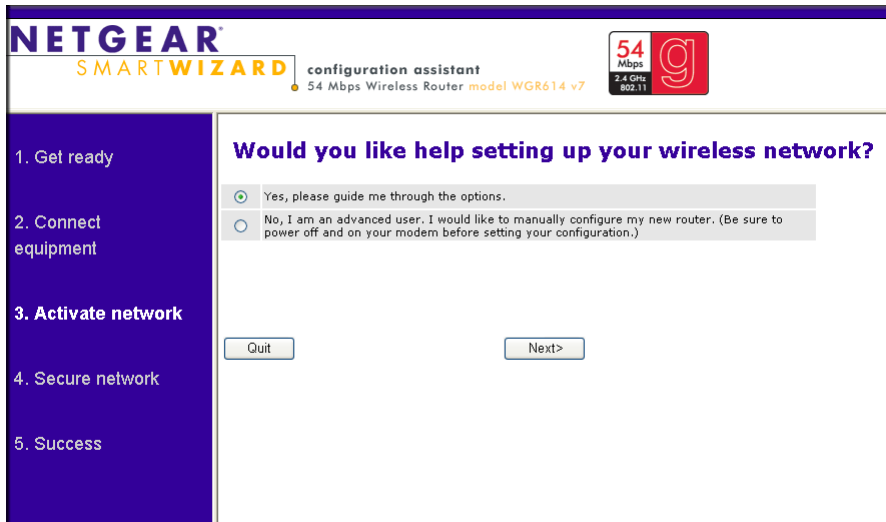 NETGEAR
SMARTWIZARD
configuration assistant
54 Mbps Wireless Router model WGR614 v7
54
Mbps
2.4 GHz
802.11
g
1. Get ready
2. Connect
equipment
3. Activate network
4. Secure network
5. Success
Would you like help setting up your wireless network?
Yes, please guide me through the options.
No, I am an advanced user. I would like to manually configure my new router. (Be sure to
power off and on your modem before setting your configuration.)
Quit
Next>